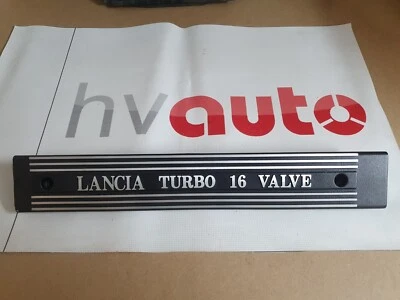 hvauto
LANCIA TURBO 16 VALVE